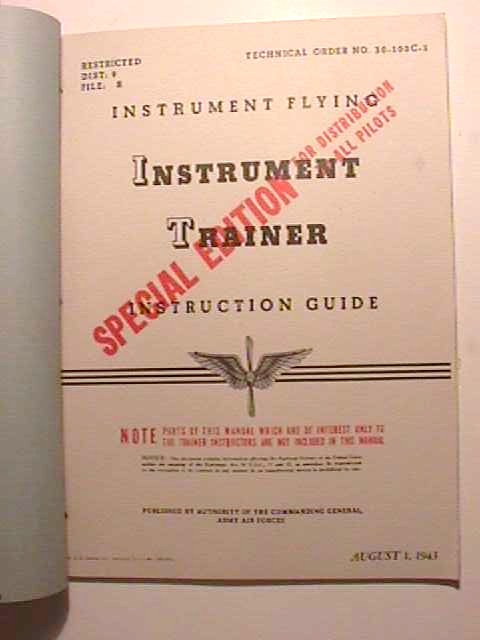 RESTRICTED
DIST: 9
FILE: B
TECHNICAL ORDER NO. 30-100C-1
INSTRUMENT FLYING
INSTRUMENT
TRAINER
INSTRUCTION GUIDE
SPECIAL EDITION
FOR DISTRIBUTION
ALL PILOTS
NOTE PARTS OF THIS MANUAL WHICH ARE OF INTEREST ONLY TO
THE TRAINER INSTRUCTORS ARE NOT INCLUDED IN THIS MANUAL
PUBLISHED BY AUTHORITY OF THE COMMANDING GENERAL,
ARMY AIR FORCES
AUGUST 1, 1943